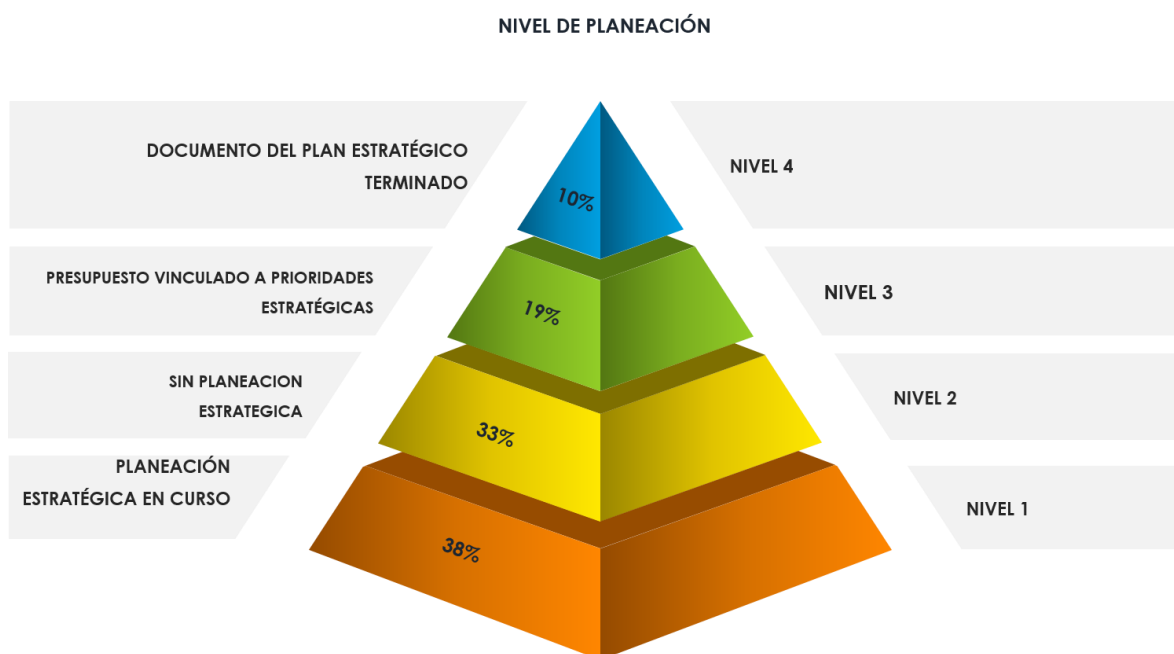 NIVEL DE PLANEACIÓN
DOCUMENTO DEL PLAN ESTRATÉGICO
TERMINADO
10%
NIVEL 4
PRESUPUESTO VINCULADO A PRIORIDADES
ESTRATÉGICAS
19%
NIVEL 3
SIN PLANEACION
ESTRATEGICA
33%
NIVEL 2
PLANEACIÓN
ESTRATÉGICA EN CURSO
38%
NIVEL 1